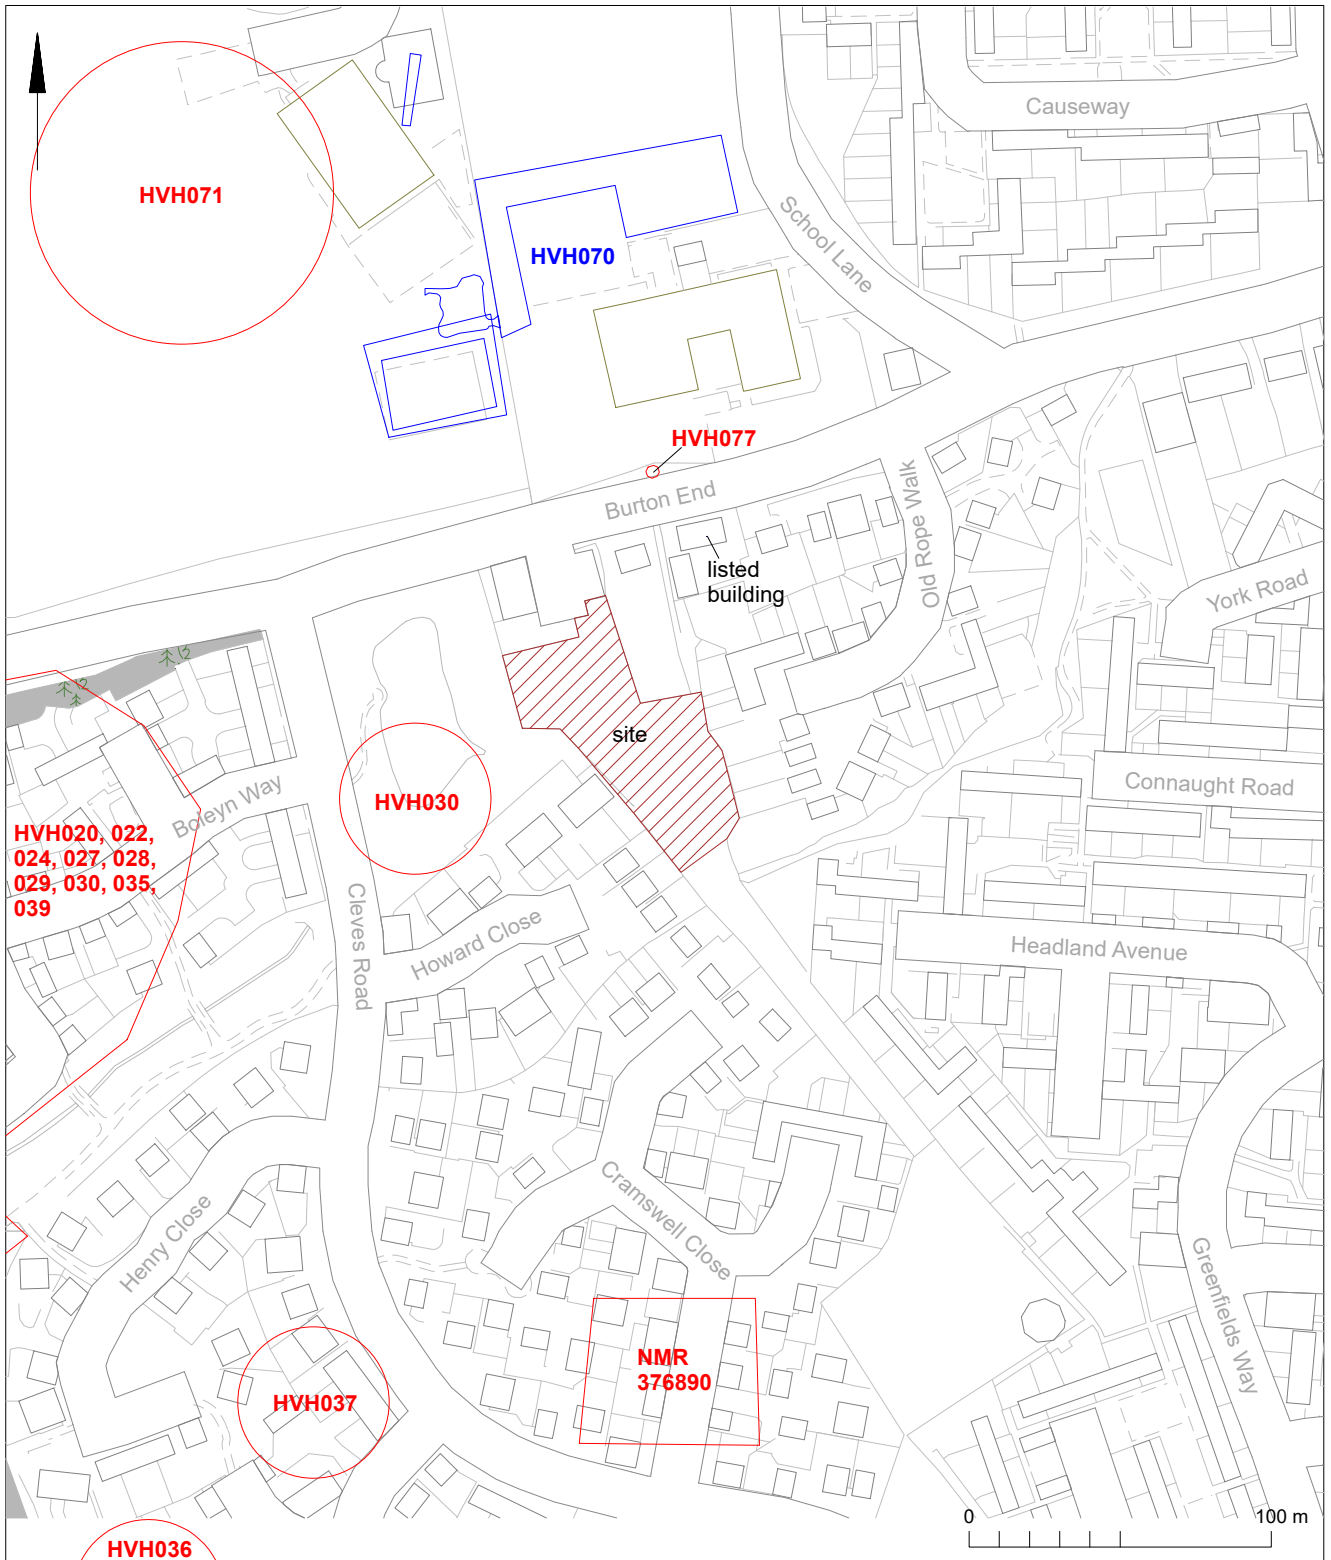 Causeway
HVH071
School Lane
HVH070
HVH077
Burton End
Old Rope Walk
listed
building
York Road
site
Connaught Road
Boleyn Way
HVH030
HVH020, 022,
024, 027, 028,
029, 030, 035,
039
Cleves Road
Howard Close
Headland Avenue
Henry Close
Cramswell Close
Greenfields Way
NMR
376890
HVH037
0
100 m
HVH036